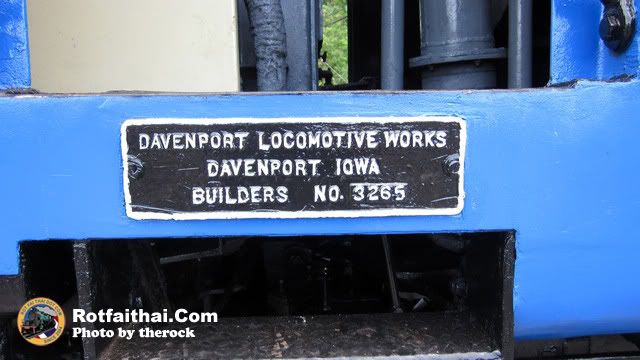 DAVENPORT LOCOMOTIVE WORKS
DAVENPORT IOWA
BUILDERS NO. 3265
Rotfaithai.Com
Photo by therock